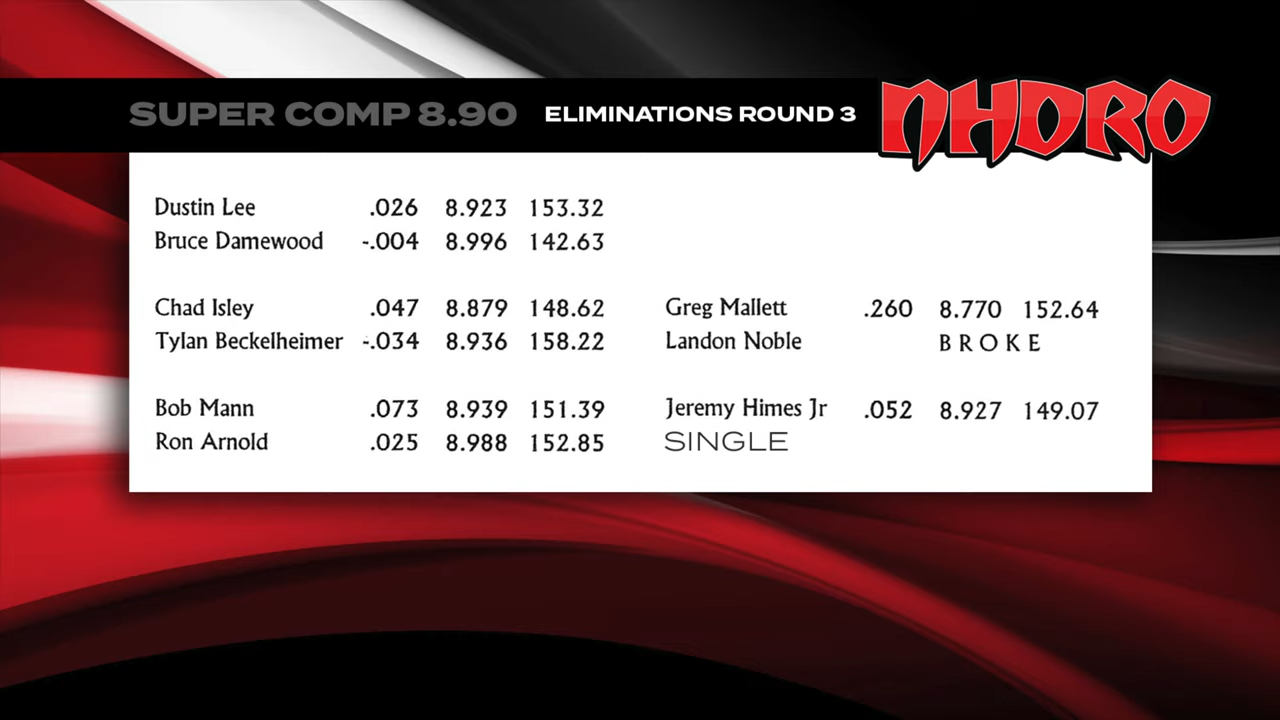 SUPER COMP 8.90 ELIMINATIONS ROUND 3 NHDRO
Dustin Lee .026 8.923 153.32
Bruce Damewood -.004 8.996 142.63
Chad Isley .047 8.879 148.62
Tylan Beckelheimer -.034 8.936 158.22
Bob Mann .073 8.939 151.39
Ron Arnold .025 8.988 152.85
Greg Mallett .260 8.770 152.64
Landon Noble BROKE
Jeremy Himes Jr .052 8.927 149.07
SINGLE